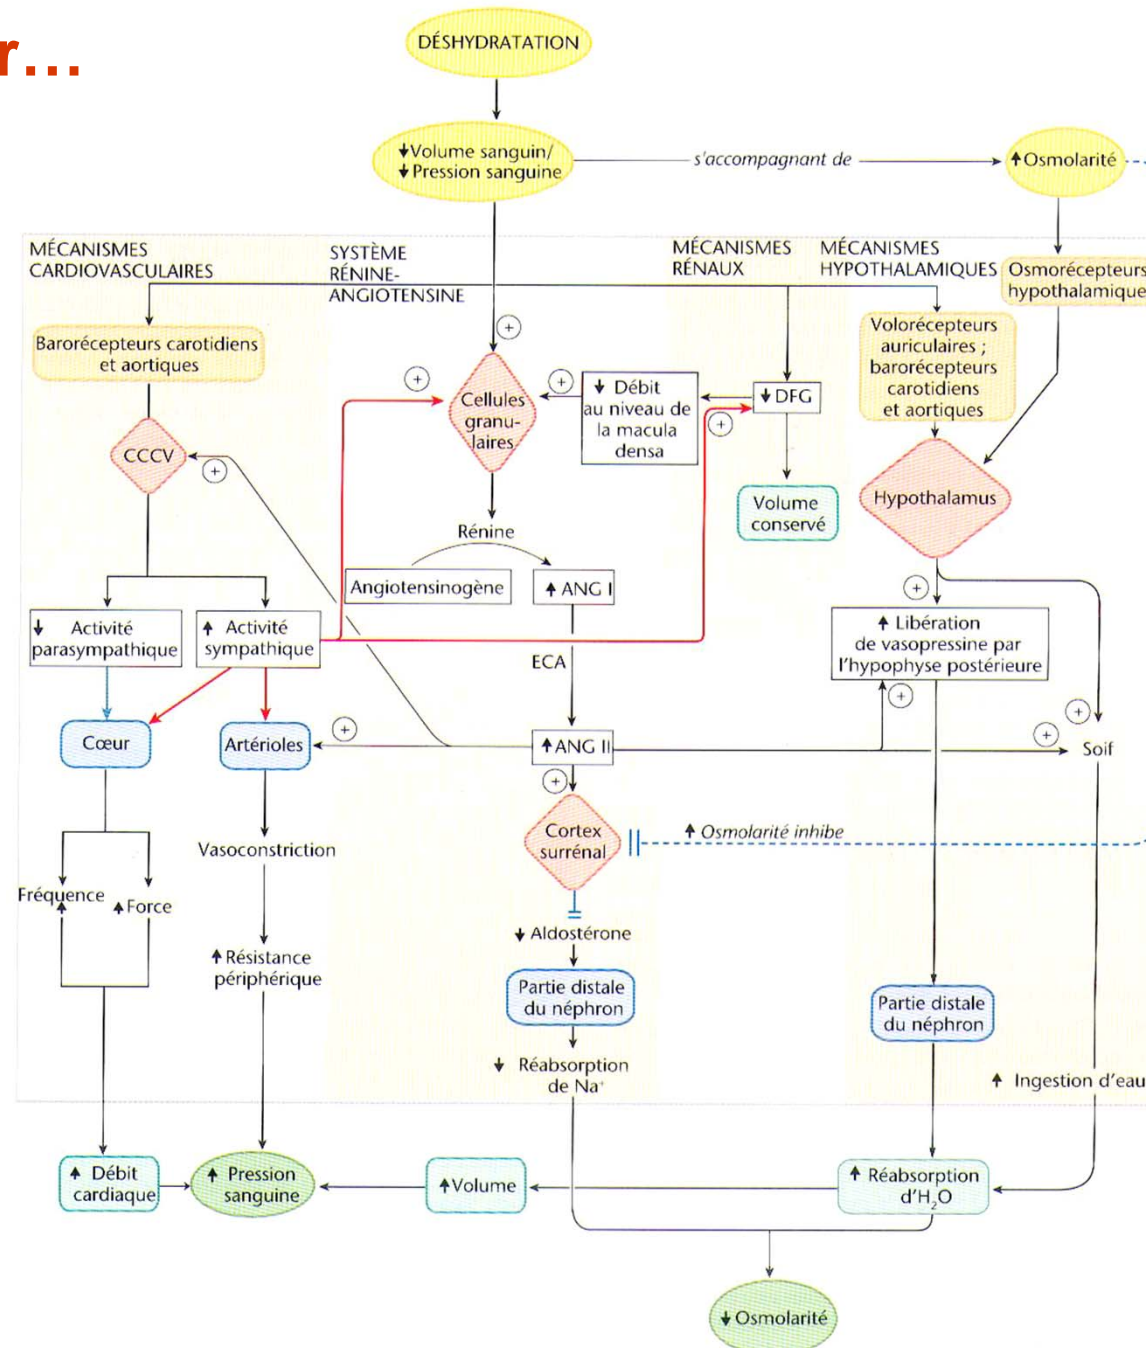 r...
DÉSHYDRATATION
↓Volume sanguin/
↓Pression sanguine
s'accompagnant de
↑Osmolarité
MÉCANISMES
CARDIOVASCULAIRES
SYSTÈME
RÉNINE-
ANGIOTENSINE
MÉCANISMES
RÉNAUX
MÉCANISMES
HYPOTHALAMIQUES
Osmorécepteurs
hypothalamique
Barorécepteurs carotidiens
et aortiques
+
Volorécepteurs
auriculaires ;
barorécepteurs
carotidiens
et aortiques
+
Cellules
granu-
laires
+
↓ Débit
au niveau de
la macula
densa
↓ DFG
+
CCCV
+
Volume
conservé
Hypothalamus
Rénine
Angiotensinogène
↑ ANG I
+
↓ Activité
parasympathique
↑ Activité
sympathique
↑ Libération
de vasopressine par
l'hypophyse postérieure
ECA
+
+
Cœur
Artérioles
+
↑ANG II
+
Soif
+
Cortex
surrénal
↑ Osmolarité inhibe
Vasoconstriction
Fréquence
↑
↑Force
↓ Aldostérone
↑Résistance
périphérique
Partie distale
du néphron
Partie distale
du néphron
↓ Réabsorption
de Na⁺
↑ Ingestion d'eau
↑ Débit
cardiaque
↑ Pression
sanguine
↑Volume
↑ Réabsorption
d'H₂O
↓Osmolarité